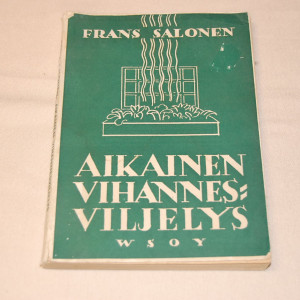 FRANS SALONEN
AIKAINEN
VIHANNES=
VILJELYS
WSOY